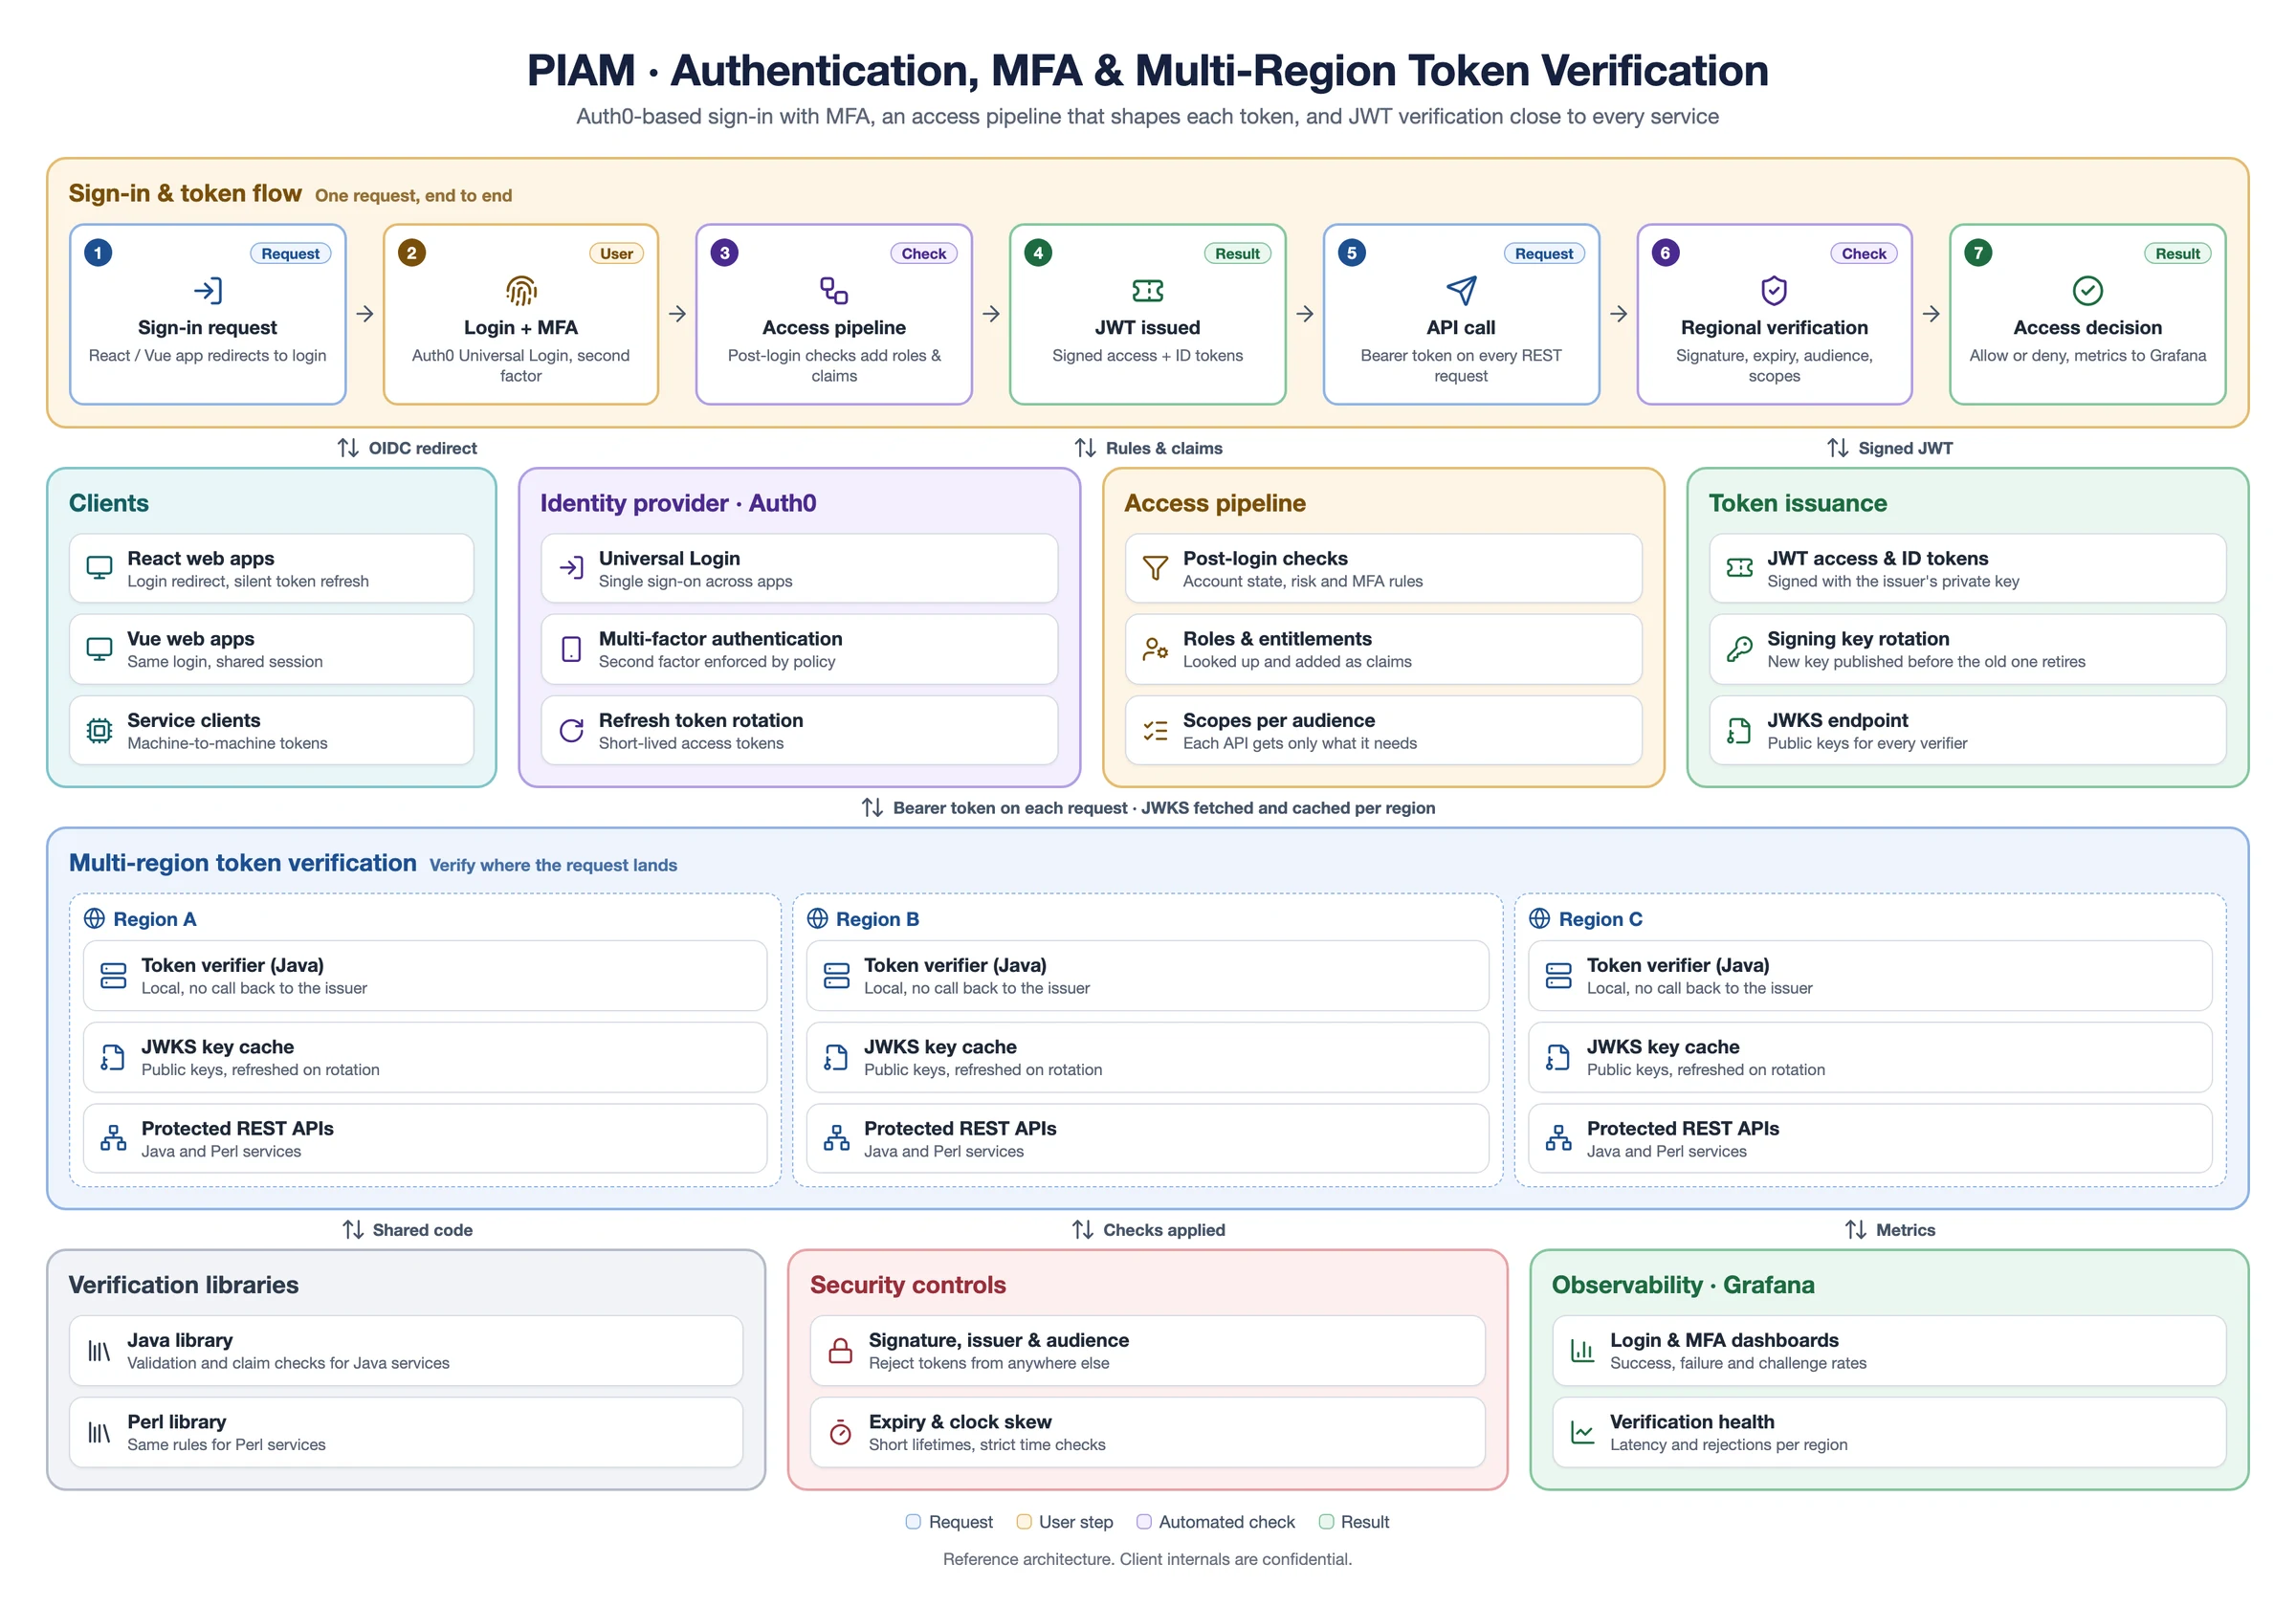 PIAM · Authentication, MFA & Multi-Region Token Verification
Auth0-based sign-in with MFA, an access pipeline that shapes each token, and JWT verification close to every service
Sign-in & token flow One request, end to end
1 Request
Sign-in request
React / Vue app redirects to login
2 User
Login + MFA
Auth0 Universal Login, second
factor
3 Check
Access pipeline
Post-login checks add roles &
claims
4 Result
JWT issued
Signed access + ID tokens
5 Request
API call
Bearer token on every REST
request
6 Check
Regional verification
Signature, expiry, audience,
scopes
7 Result
Access decision
Allow or deny, metrics to Grafana
OIDC redirect
Rules & claims
Signed JWT
Clients
React web apps
Login redirect, silent token refresh
Vue web apps
Same login, shared session
Service clients
Machine-to-machine tokens
Identity provider · Auth0
Universal Login
Single sign-on across apps
Multi-factor authentication
Second factor enforced by policy
Refresh token rotation
Short-lived access tokens
Access pipeline
Post-login checks
Account state, risk and MFA rules
Roles & entitlements
Looked up and added as claims
Scopes per audience
Each API gets only what it needs
Token issuance
JWT access & ID tokens
Signed with the issuer's private key
Signing key rotation
New key published before the old one retires
JWKS endpoint
Public keys for every verifier
Bearer token on each request · JWKS fetched and cached per region
Multi-region token verification Verify where the request lands
Region A
Token verifier (Java)
Local, no call back to the issuer
JWKS key cache
Public keys, refreshed on rotation
Protected REST APIs
Java and Perl services
Region B
Token verifier (Java)
Local, no call back to the issuer
JWKS key cache
Public keys, refreshed on rotation
Protected REST APIs
Java and Perl services
Region C
Token verifier (Java)
Local, no call back to the issuer
JWKS key cache
Public keys, refreshed on rotation
Protected REST APIs
Java and Perl services
Shared code
Checks applied
Metrics
Verification libraries
Java library
Validation and claim checks for Java services
Perl library
Same rules for Perl services
Security controls
Signature, issuer & audience
Reject tokens from anywhere else
Expiry & clock skew
Short lifetimes, strict time checks
Observability · Grafana
Login & MFA dashboards
Success, failure and challenge rates
Verification health
Latency and rejections per region
Request User step Automated check Result
Reference architecture. Client internals are confidential.